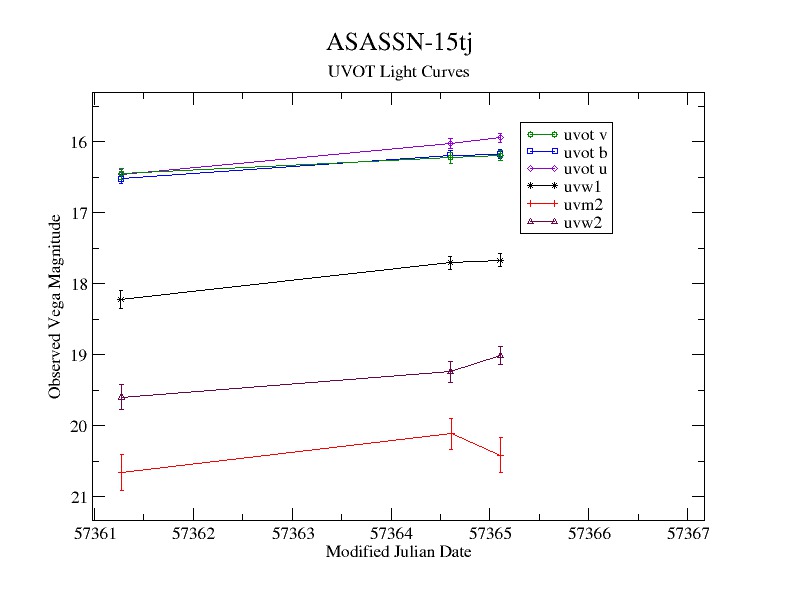 ASASSN-15tj
UVOT Light Curves
uvot v
uvot b
uvot u
uvw1
uvm2
uvw2
Observed Vega Magnitude
16
17
18
19
20
21
57361 57362 57363 57364 57365 57366 57367
Modified Julian Date